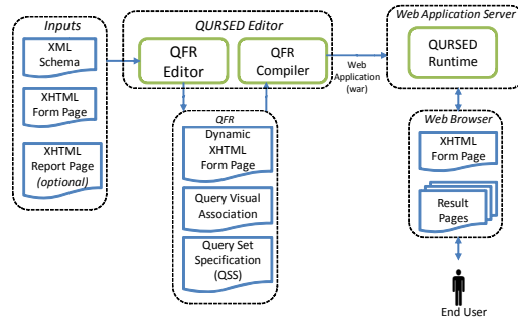 Inputs
XML
Schema
XHTML
Form Page
XHTML
Report Page
(optional)
QURSED Editor
QFR
Editor
QFR
Compiler
QFR
Dynamic
XHTML
Form Page
Query Visual
Association
Query Set
Specification
(QSS)
Web
Application
(war)
Web Application Server
QURSED
Runtime
Web Browser
XHTML
Form Page
Result
Pages
End User